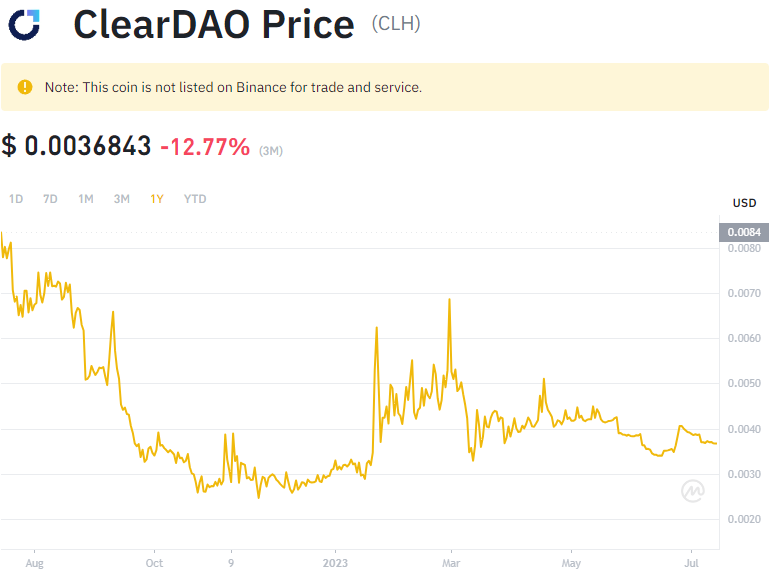 ClearDAO Price (CLH)
Note: This coin is not listed on Binance for trade and service.
$ 0.0036843 -12.77% (3M)
1D 7D 1M 3M 1Y YTD
USD
0.0084
0.0080
0.0070
0.0060
0.0050
0.0040
0.0030
0.0020
Aug Oct 9 2023 Mar May Jul